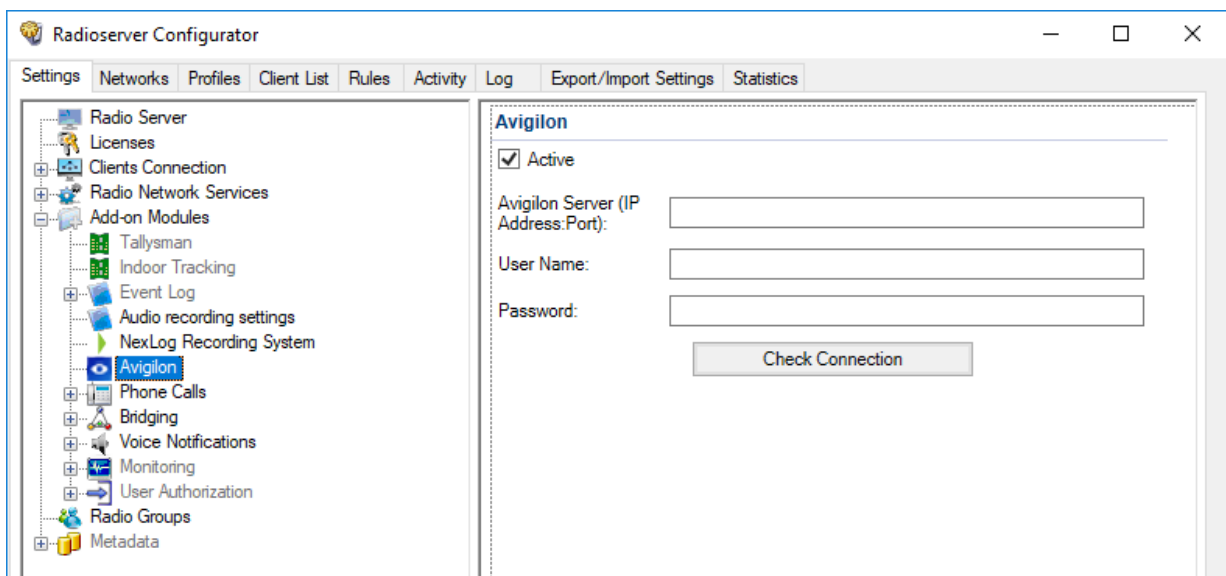 Radioserver Configurator
Settings Networks Profiles Client List Rules Activity Log Export/Import Settings Statistics
Radio Server
Licenses
Clients Connection
Radio Network Services
Add-on Modules
Tallysman
Indoor Tracking
Event Log
Audio recording settings
NexLog Recording System
Avigilon
Phone Calls
Bridging
Voice Notifications
Monitoring
User Authorization
Radio Groups
Metadata
Avigilon
Active
Avigilon Server (IP
Address:Port):
User Name:
Password:
Check Connection